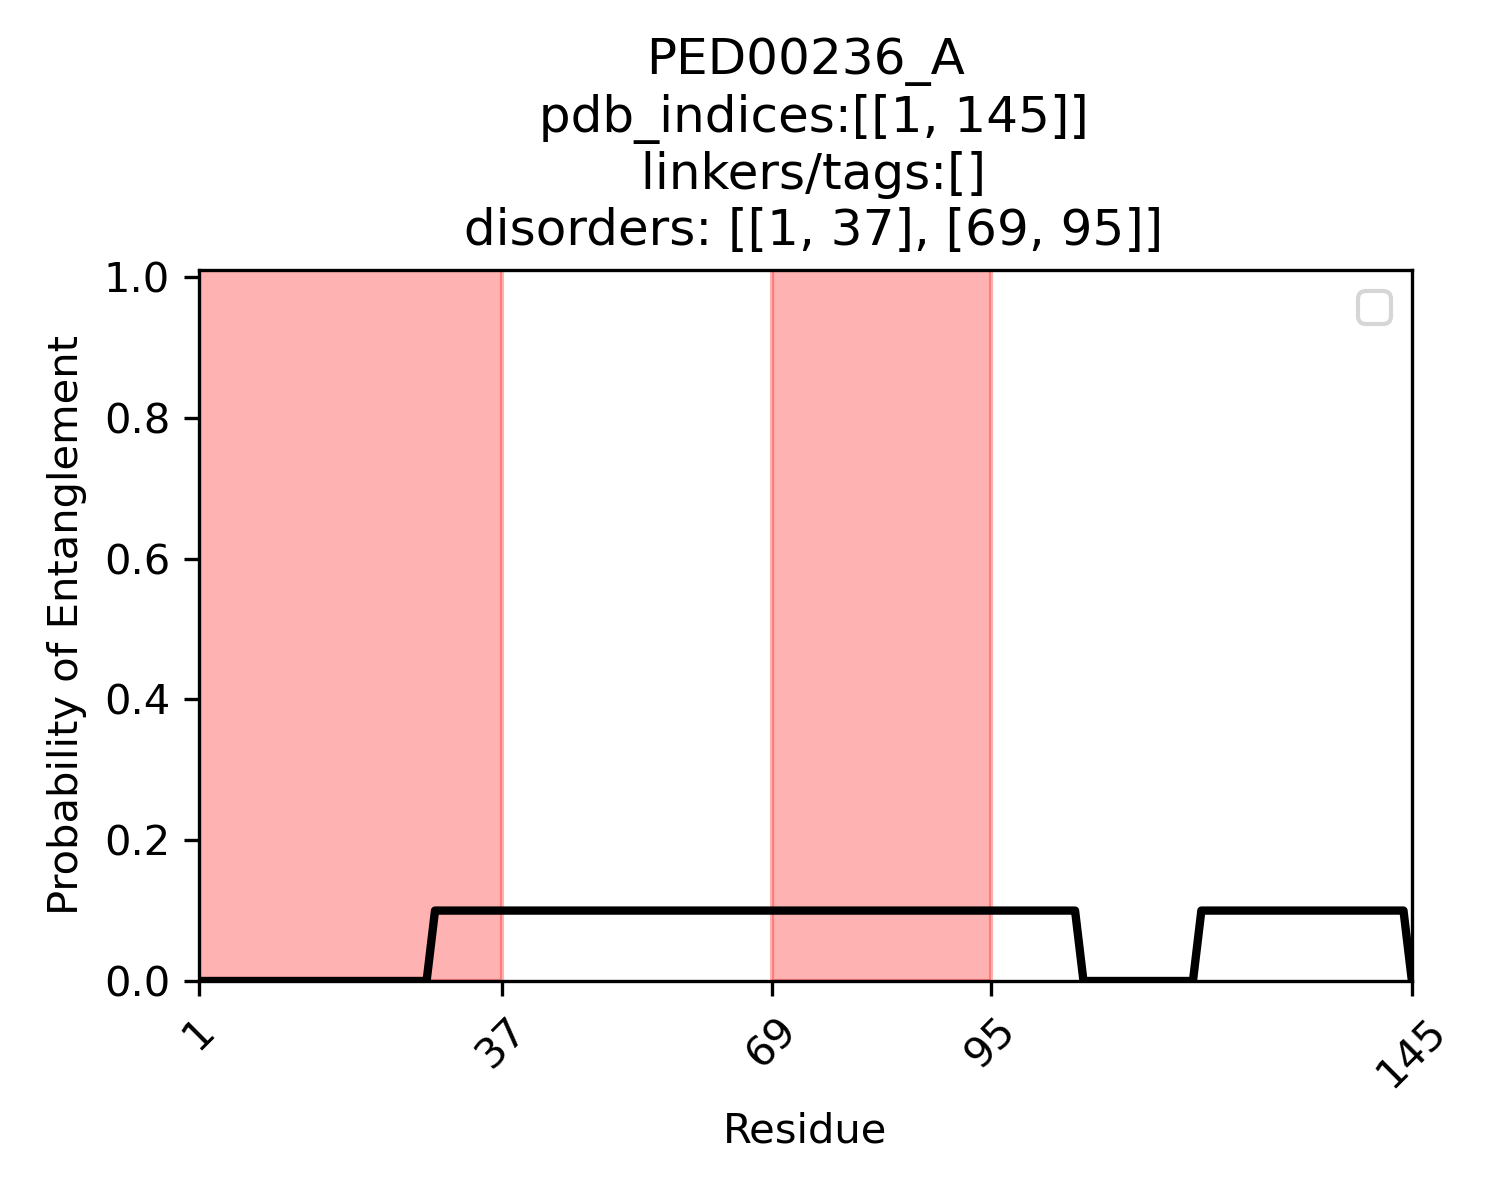 PED00236_A
pdb_indices:[[1, 145]]
linkers/tags:[]
disorders: [[1, 37], [69, 95]]
1.0
0.8
0.6
0.4
0.2
0.0
Probability of Entanglement
1
37
69
95
145
Residue